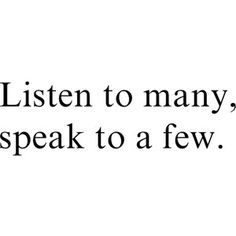 Listen to many,
speak to a few.